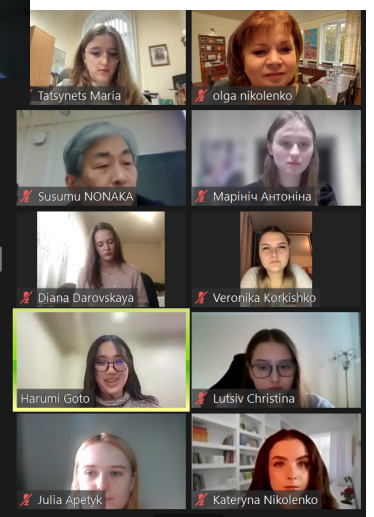 Tatsynets Maria
olga nikolenko
Susumu NONAKA
Марініч Антоніна
Diana Darovskaya
Veronika Korkishko
Harumi Goto
Lutsiv Christina
Julia Apetyk
Kateryna Nikolenko